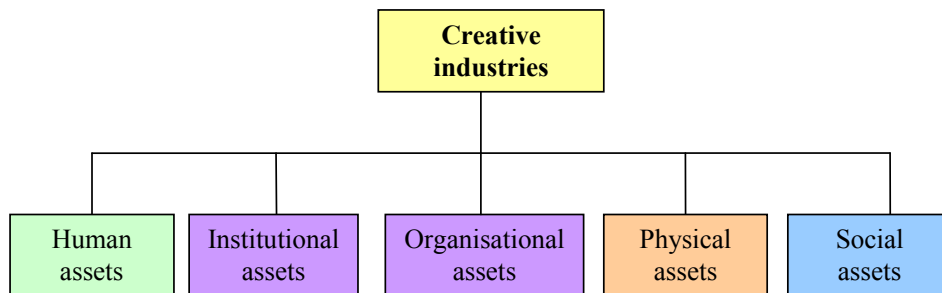 Creative
industries
Human
assets
Institutional
assets
Organisational
assets
Physical
assets
Social
assets